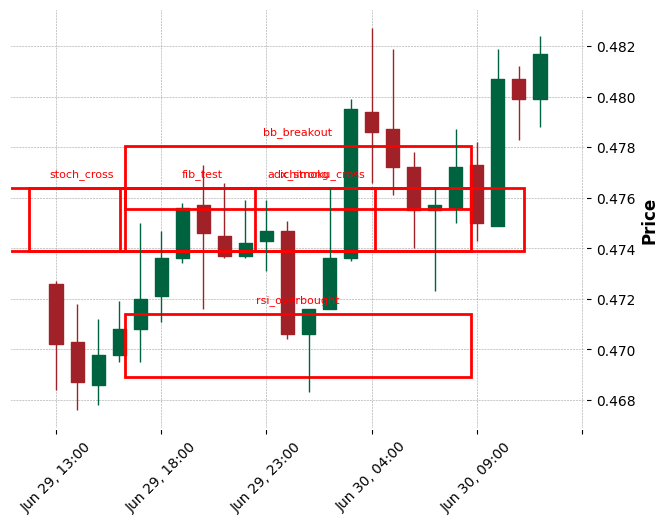 bb_breakout
stoch_cross
fib_test
adx_strong
ichimoku_cross
rsi_overbought
0.482
0.480
0.478
0.476
0.474
0.472
0.470
0.468
Price
Jun 29, 13:00
Jun 29, 18:00
Jun 29, 23:00
Jun 30, 04:00
Jun 30, 09:00